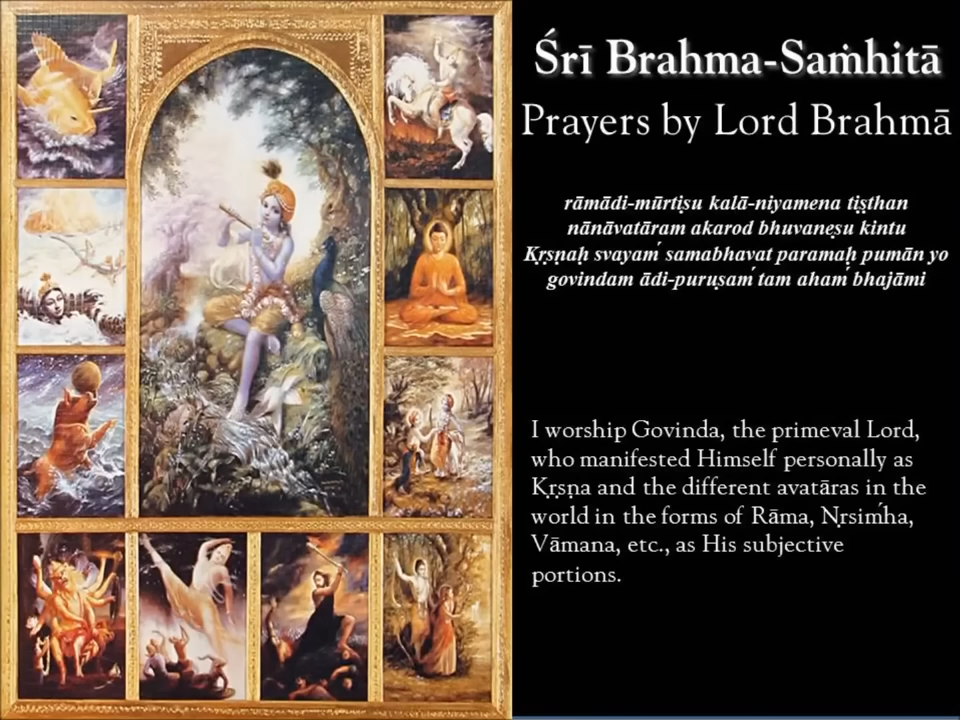 Śrī Brahma-Saṁhitā
Prayers by Lord Brahmā
rāmādi-mūrtiṣu kalā-niyamena tiṣṭhan
nānāvatāram akarod bhuvaneṣu kintu
Kṛṣṇaḥ svayaṁ samabhavat paramaḥ pumān yo
govindam ādi-puruṣaṁ tam ahaṁ bhajāmi
I worship Govinda, the primeval Lord,
who manifested Himself personally as
Kṛṣṇa and the different avatāras in the
world in the forms of Rāma, Nṛsiṁha,
Vāmana, etc., as His subjective
portions.